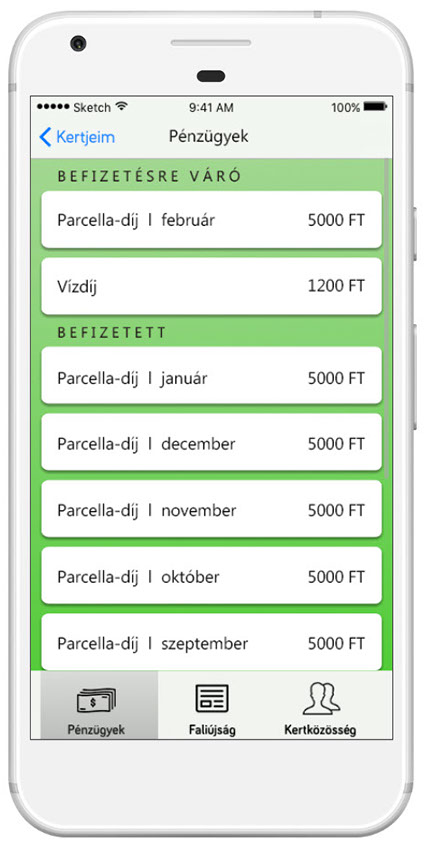 Sketch 9:41 AM 100%
Kertjeim Pénzügyek
BEFIZETÉSRE VÁRÓ
Parcella-díj l február 5000 FT
Vízdíj 1200 FT
BEFIZETETT
Parcella-díj l január 5000 FT
Parcella-díj l december 5000 FT
Parcella-díj l november 5000 FT
Parcella-díj l október 5000 FT
Parcella-díj l szeptember 5000 FT
$
Pénzügyek Faliújság Kertközösség